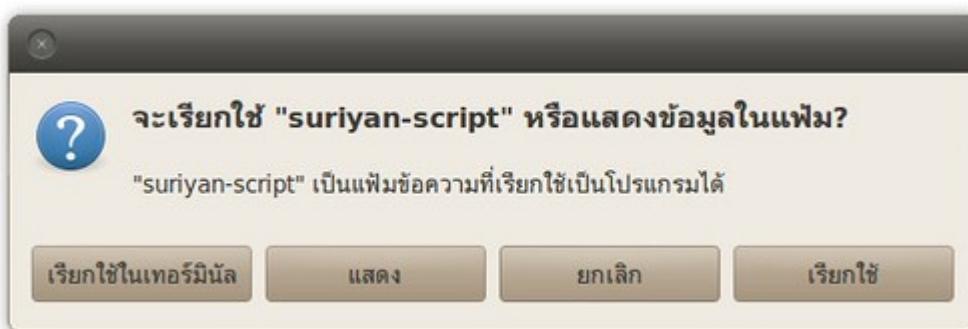 จะเรียกใช้ "suriyan-script" หรือแสดงข้อมูลในแฟ้ม?
"suriyan-script" เป็นแฟ้มข้อความที่เรียกใช้เป็นโปรแกรมได้
เรียกใช้ในเทอร์มินัล แสดง ยกเลิก เรียกใช้